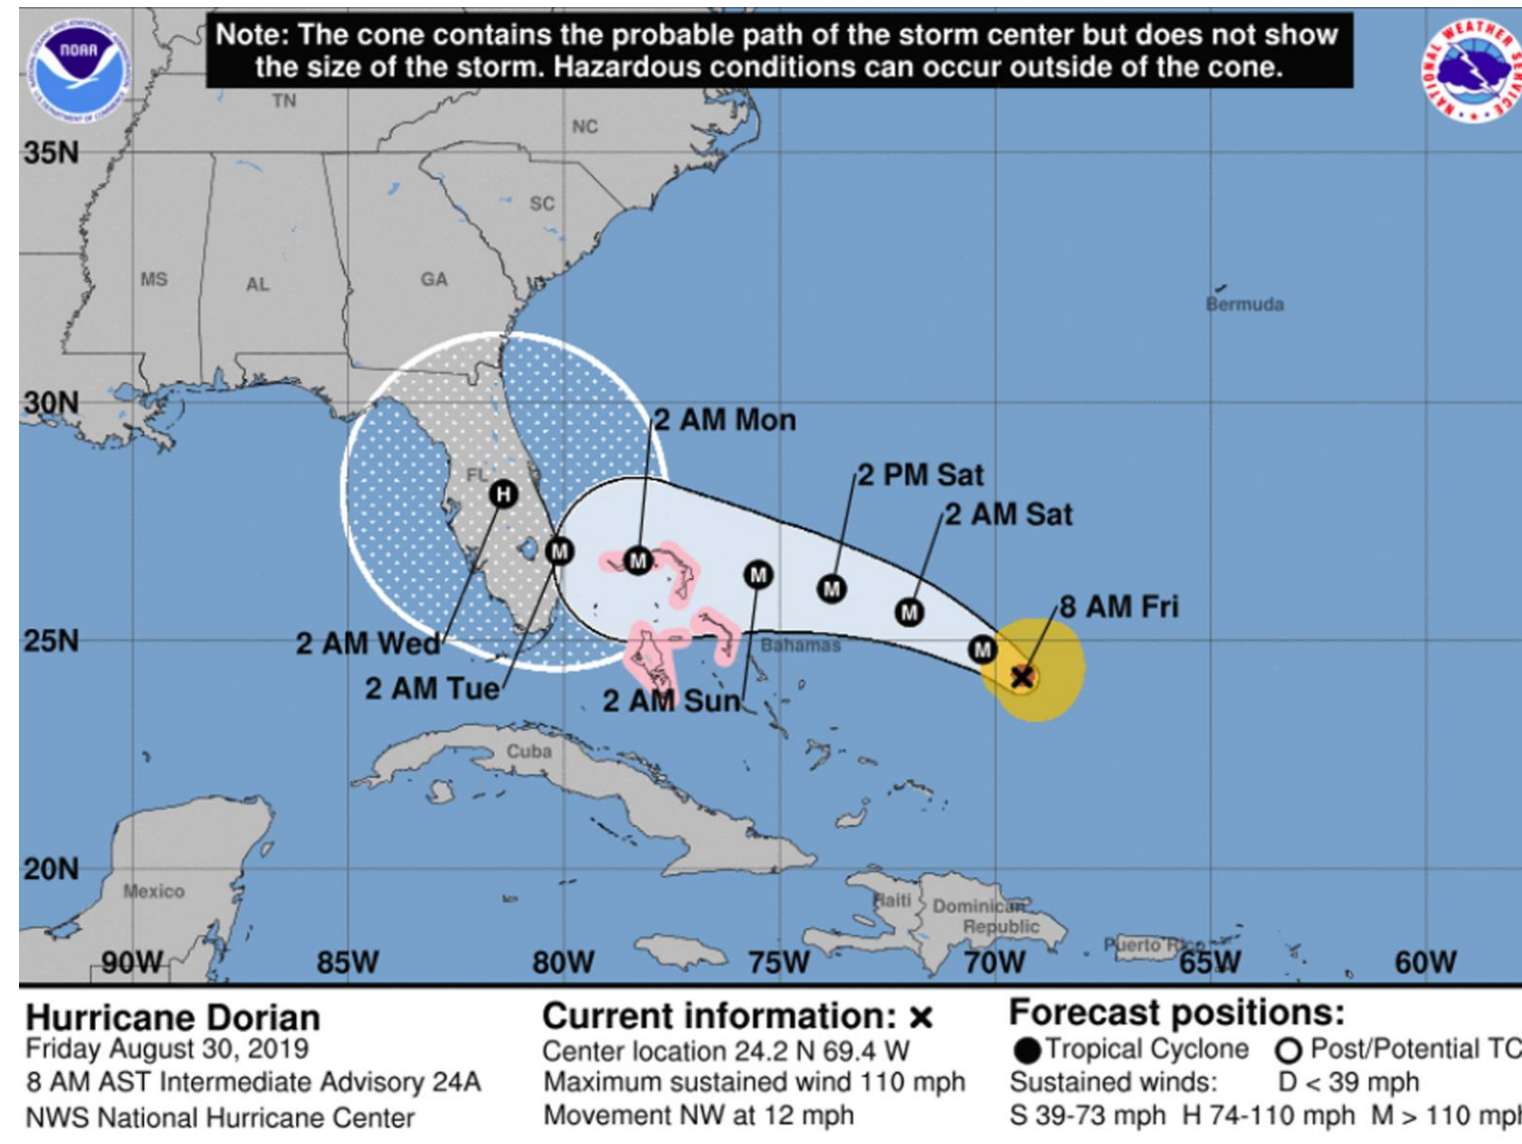 Note: The cone contains the probable path of the storm center but does not show
the size of the storm. Hazardous conditions can occur outside of the cone.
NOAA
NATIONAL WEATHER SERVICE
TN
NC
35N
SC
MS
AL
GA
Bermuda
30N
2 AM Mon
2 PM Sat
FL
H
2 AM Sat
M
M
M
M
M
8 AM Fri
25N
2 AM Wed
Bahamas
M
2 AM Tue
2 AM Sun
Cuba
20N
Mexico
Haiti
Dominican
Republic
Puerto Rico
90W
85W
80W
75W
70W
65W
60W
Hurricane Dorian
Friday August 30, 2019
8 AM AST Intermediate Advisory 24A
NWS National Hurricane Center
Current information: ×
Center location 24.2 N 69.4 W
Maximum sustained wind 110 mph
Movement NW at 12 mph
Forecast positions:
Tropical Cyclone
Post/Potential TC
Sustained winds: D < 39 mph
S 39-73 mph H 74-110 mph M > 110 mph